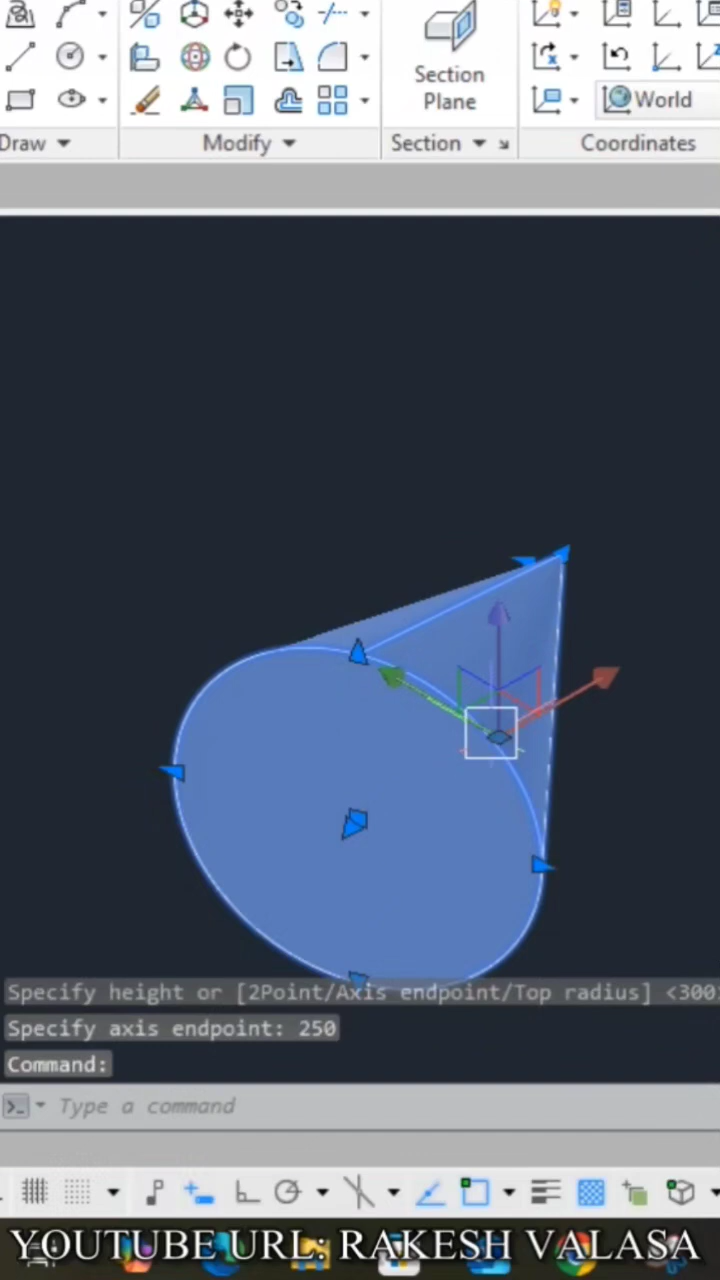 Section
Plane
World
Draw
Modify
Section
Coordinates
Specify height or [2Point/Axis endpoint/Top radius] <300
Specify axis endpoint: 250
Command:
Type a command
YOUTUBE URL: RAKESH VALASA